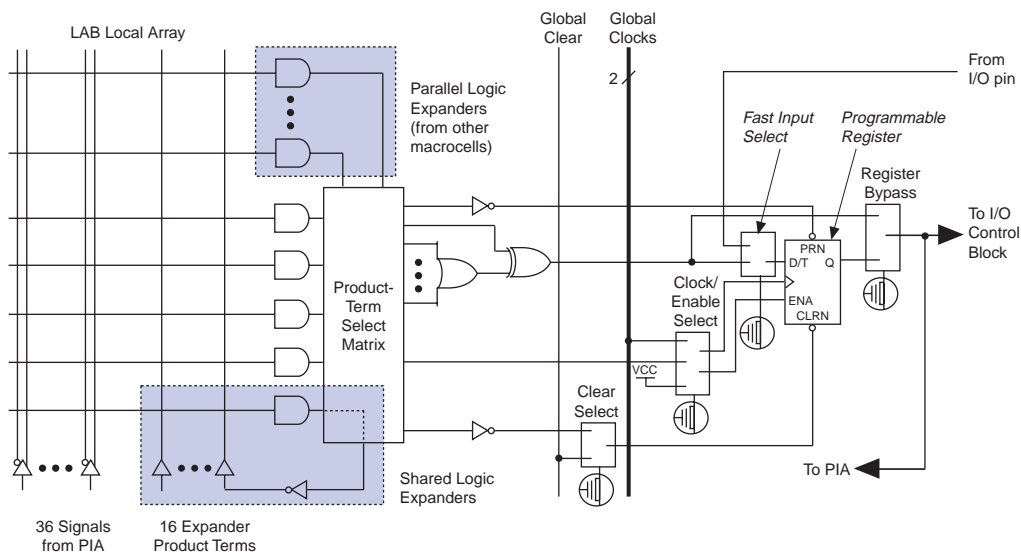 LAB Local Array
Global
Clear
Global
Clocks
2
Parallel Logic
Expanders
(from other
macrocells)
From
I/O pin
Fast Input
Select
Programmable
Register
Register
Bypass
To I/O
Control
Block
PRN
D/T Q
ENA
CLRN
Clock/
Enable
Select
Product-
Term
Select
Matrix
VCC
Clear
Select
To PIA
Shared Logic
Expanders
36 Signals
from PIA
16 Expander
Product Terms